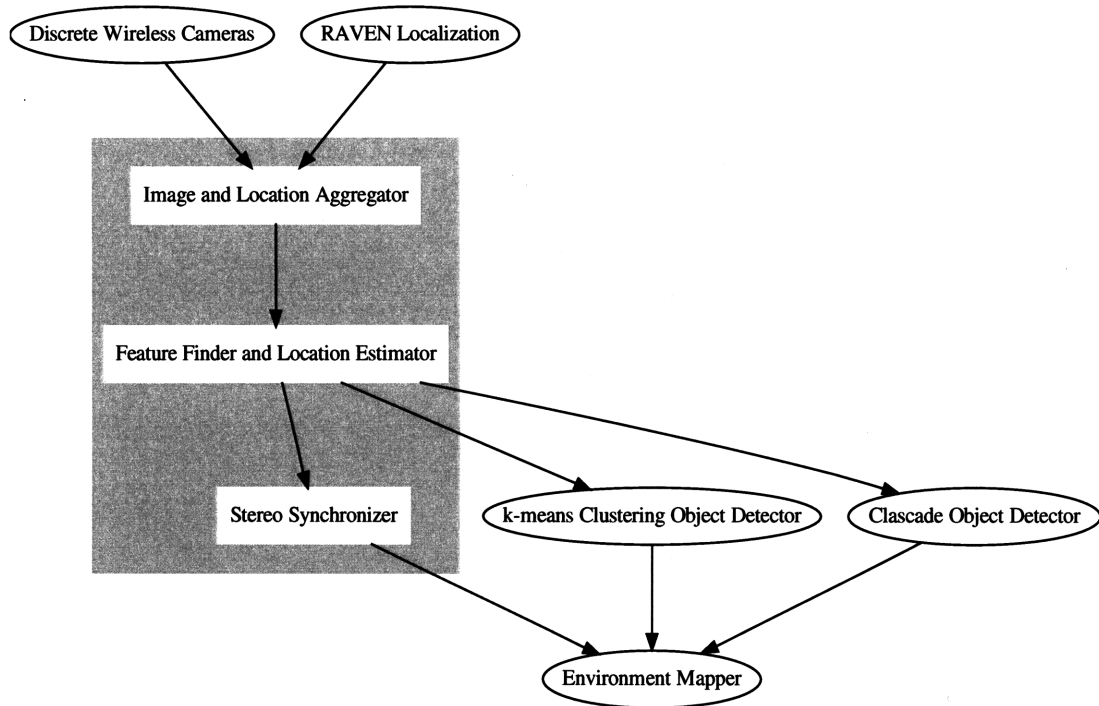 Discrete Wireless Cameras
RAVEN Localization
Image and Location Aggregator
Feature Finder and Location Estimator
Stereo Synchronizer
k-means Clustering Object Detector
Clascade Object Detector
Environment Mapper